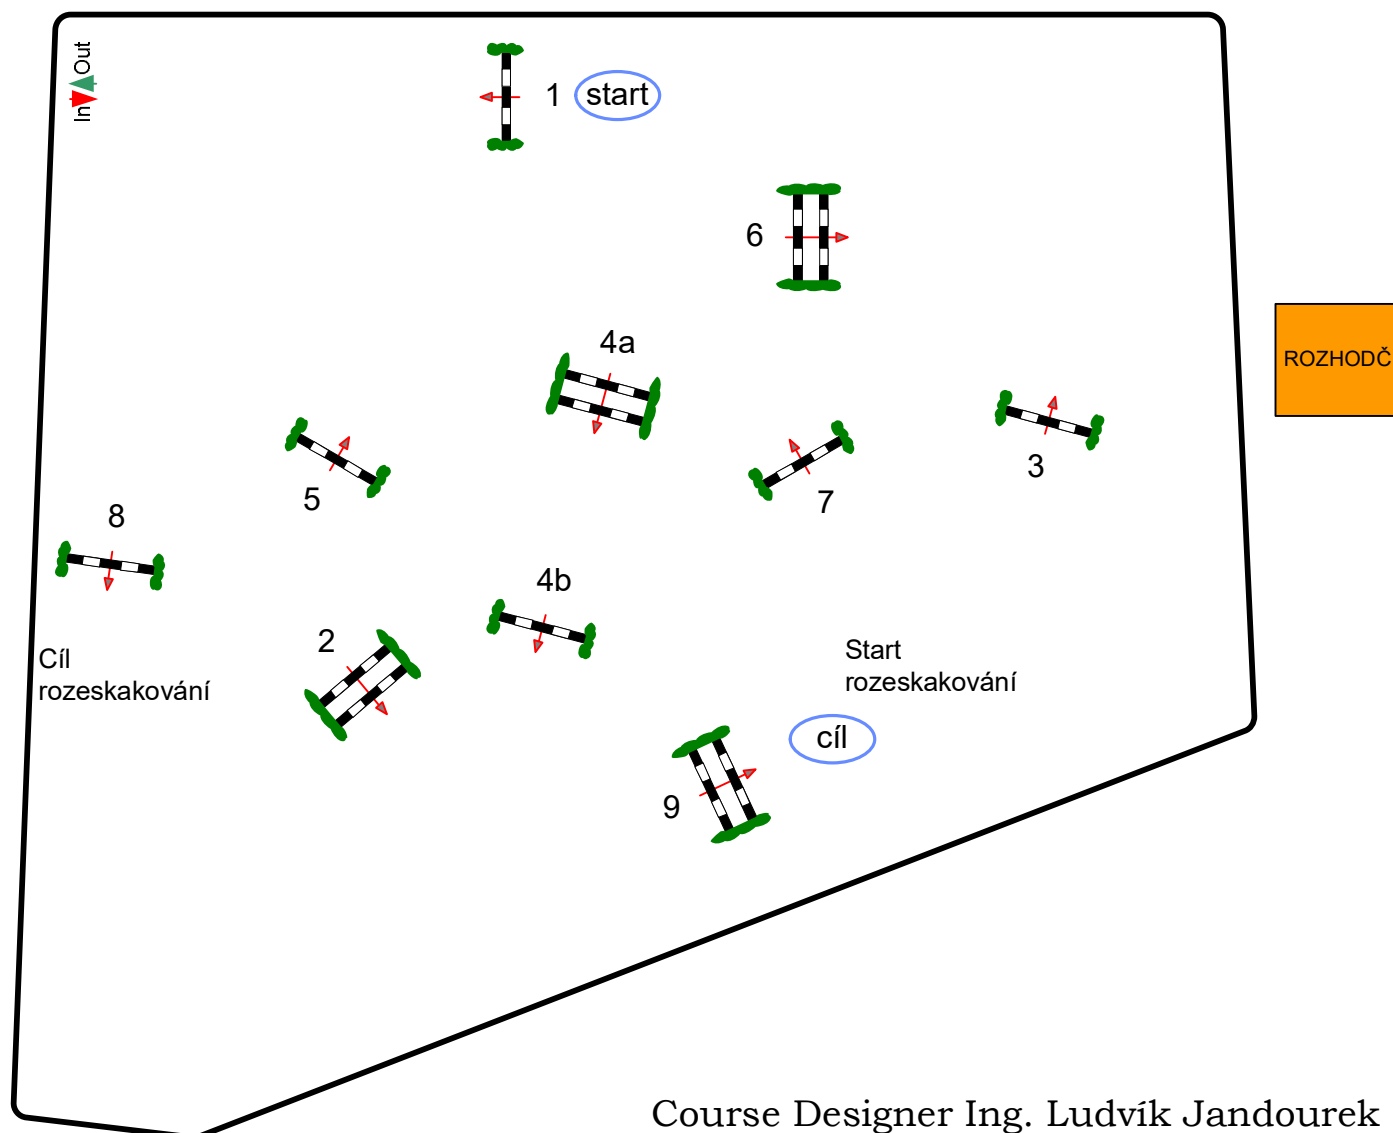 Out
In
1
start
6
4a
ROZHODČ
3
5
7
8
4b
2
Cíl
rozeskakování
Start
rozeskakování
cíl
9
Course Designer Ing. Ludvík Jandourek